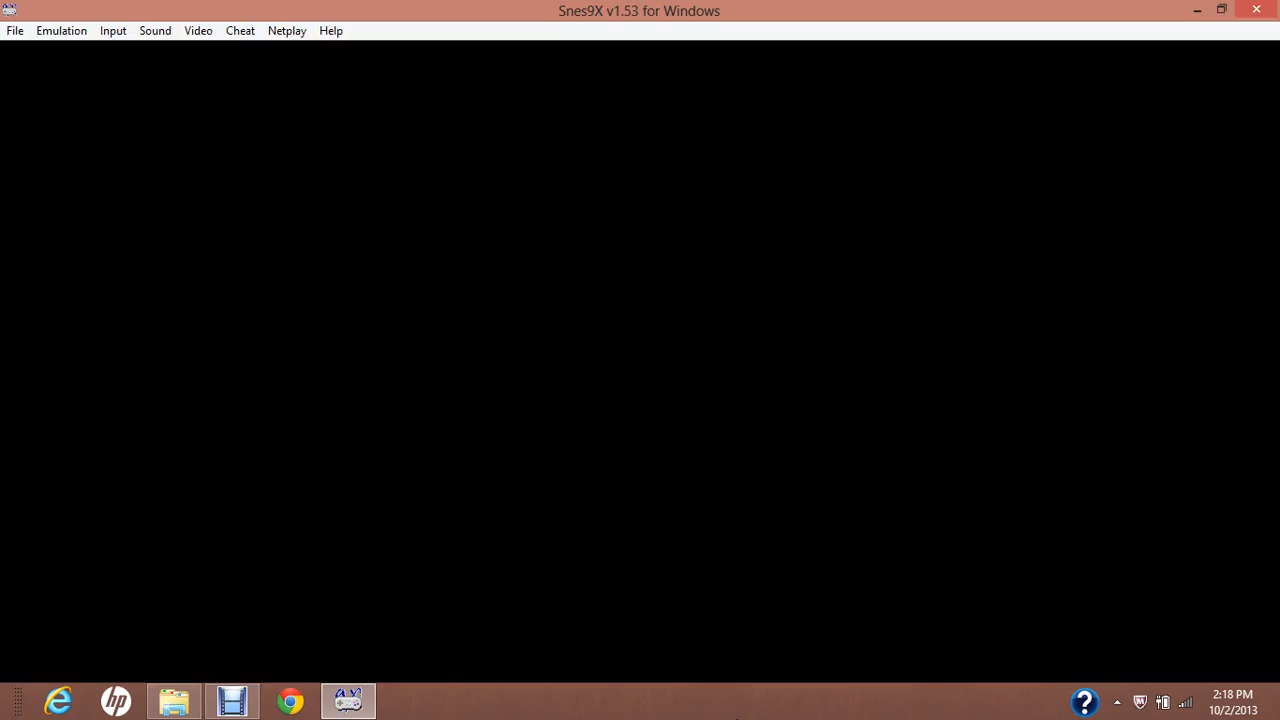 Snes9X v1.53 for Windows
File Emulation Input Sound Video Cheat Netplay Help
hp
?
2:18 PM
10/2/2013